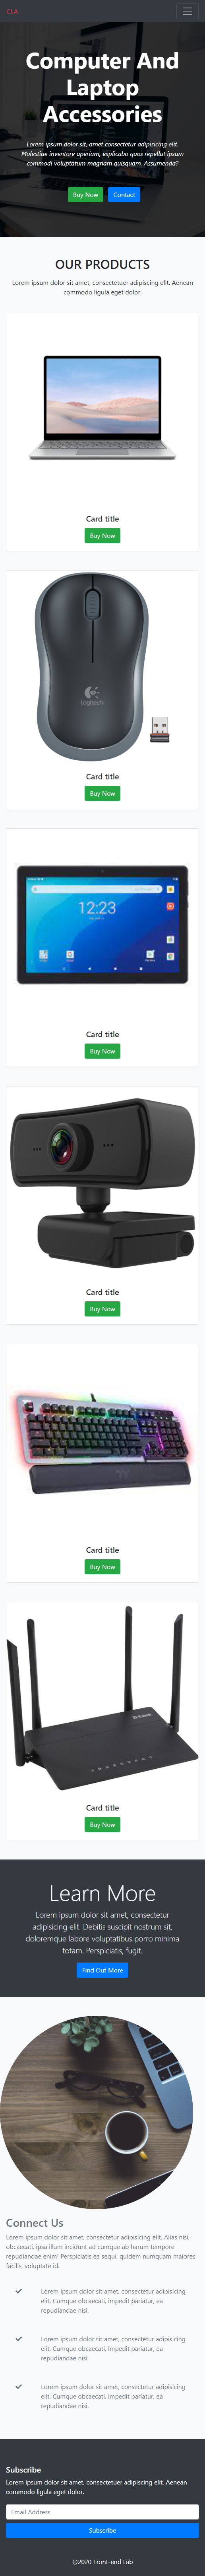 CLA
Computer And
Laptop
Accessories
Lorem ipsum dolor sit, amet consectetur adipisicing elit.
Molestiae inventore aperiam, explicabo quos repellat ipsum
commodi voluptatum magnam quisquam. Assumenda?
Buy Now Contact
OUR PRODUCTS
Lorem ipsum dolor sit amet, consectetuer adipiscing elit. Aenean
commodo ligula eget dolor.
Card title
Buy Now
logitech
Card title
Buy Now
12:23
Card title
Buy Now
Card title
Buy Now
Card title
Buy Now
D-Link
Card title
Buy Now
Learn More
Lorem ipsum dolor sit amet, consectetur
adipisicing elit. Debitis suscipit nostrum sit,
doloremque labore voluptatibus porro minima
totam. Perspiciatis, fugit.
Find Out More
Connect Us
Lorem ipsum dolor sit amet, consectetur adipisicing elit. Alias nisi,
obcaecati, ipsa illum incidunt ad cumque ab harum tempore
repudiandae enim! Perspiciatis ea sequi, quidem numquam maiores
facilis, voluptate id.
Lorem ipsum dolor sit amet, consectetur adipisicing
elit. Cumque obcaecati, impedit pariatur, ea
repudiandae nisi.
Lorem ipsum dolor sit amet, consectetur adipisicing
elit. Cumque obcaecati, impedit pariatur, ea
repudiandae nisi.
Lorem ipsum dolor sit amet, consectetur adipisicing
elit. Cumque obcaecati, impedit pariatur, ea
repudiandae nisi.
Subscribe
Lorem ipsum dolor sit amet, consectetuer adipiscing elit. Aenean
commodo ligula eget dolor.
Email Address
Subscribe
©2020 Front-end Lab